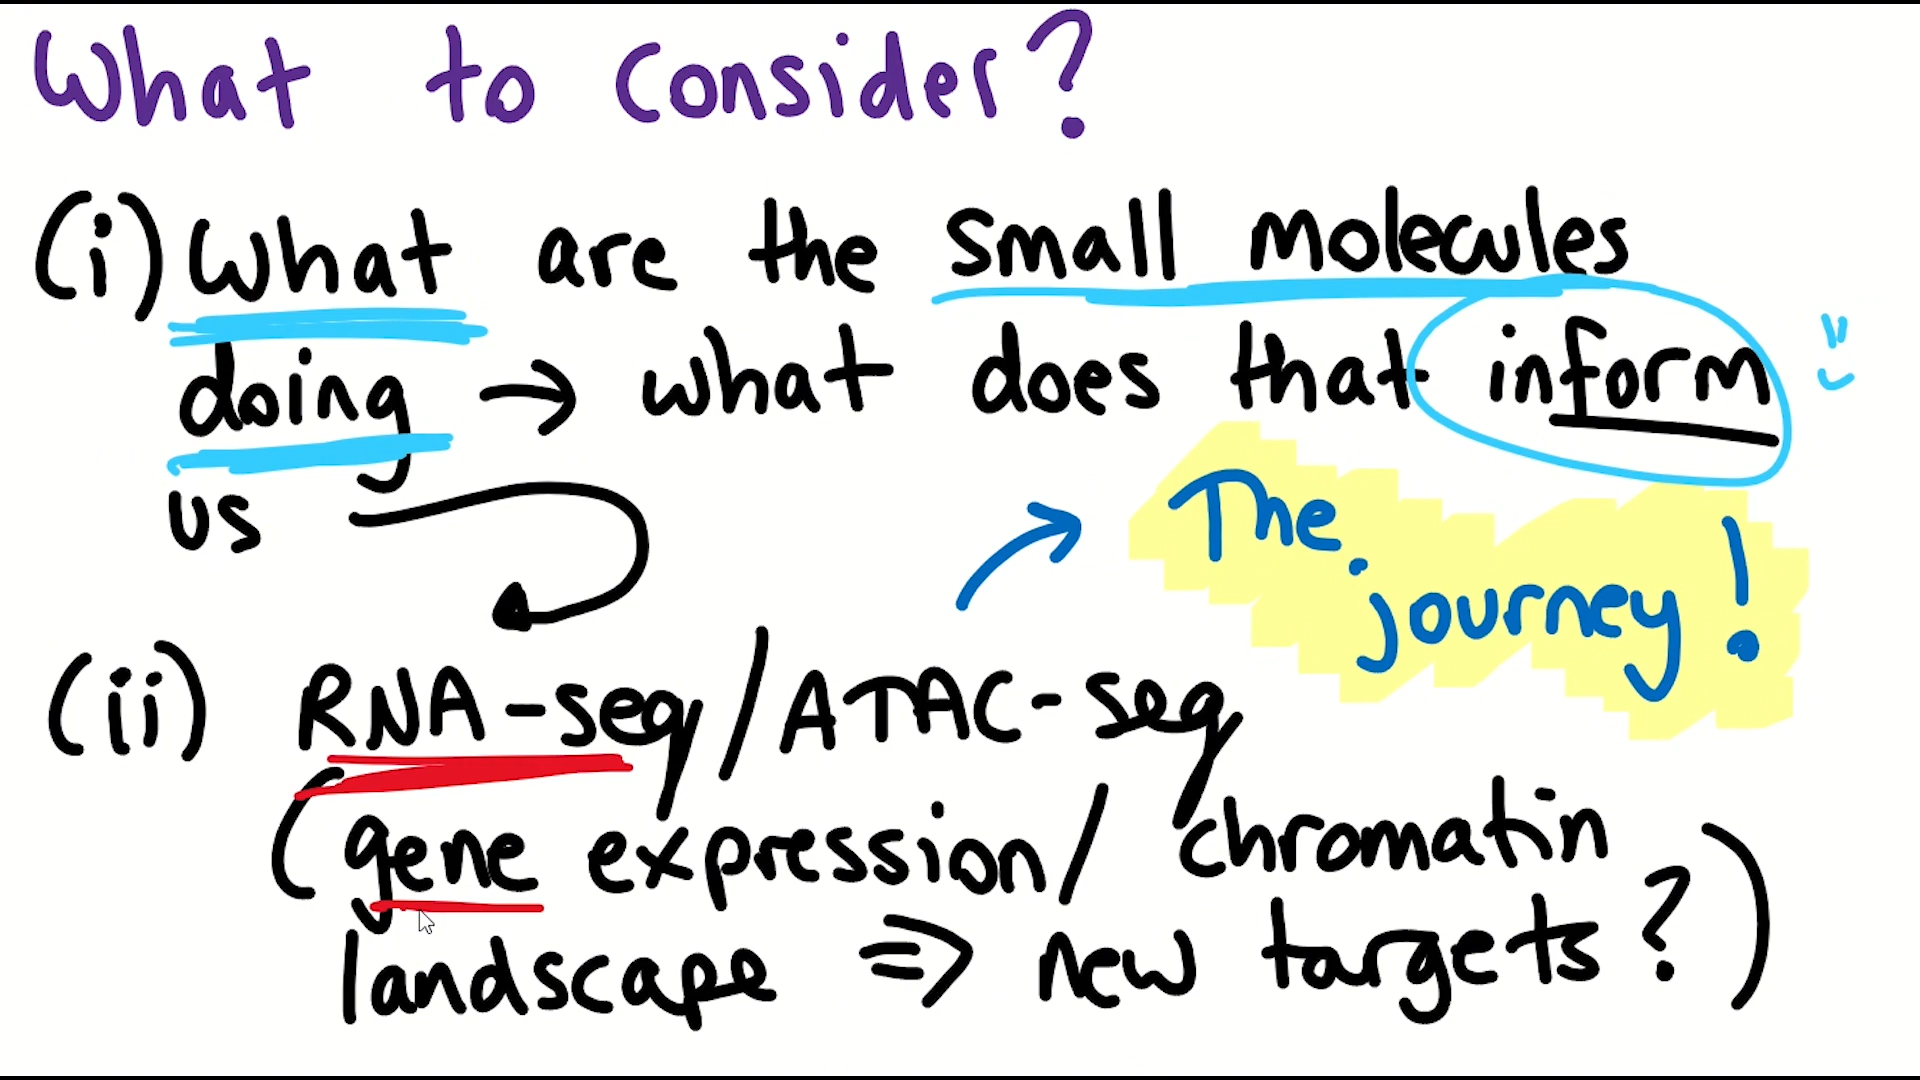 What to consider?
(i) What are the small molecules
doing → what does that inform
us
The
journey!
(ii) RNA-seq/ATAC-seq
(gene expression/chromatin
landscape => new targets?)